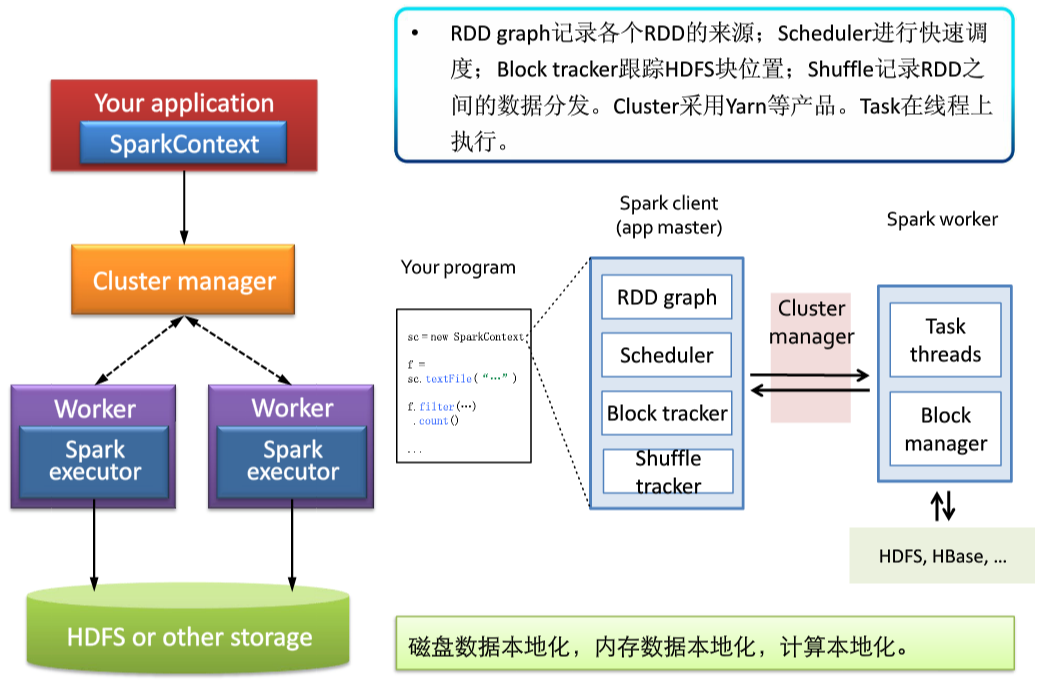 • RDD graph记录各个RDD的来源；Scheduler进行快速调
度；Block tracker跟踪HDFS块位置；Shuffle记录RDD之
间的数据分发。Cluster采用Yarn等产品。Task在线程上
执行。
Your application
SparkContext
Cluster manager
Worker
Spark
executor
Worker
Spark
executor
HDFS or other storage
Your program
sc=new SparkContext;
f =
sc.textFile(“…”)
f.filter(…)
.count()
...
Spark client
(app master)
RDD graph
Scheduler
Block tracker
Shuffle
tracker
Cluster
manager
Spark worker
Task
threads
Block
manager
HDFS, HBase, …
磁盘数据本地化，内存数据本地化，计算本地化。